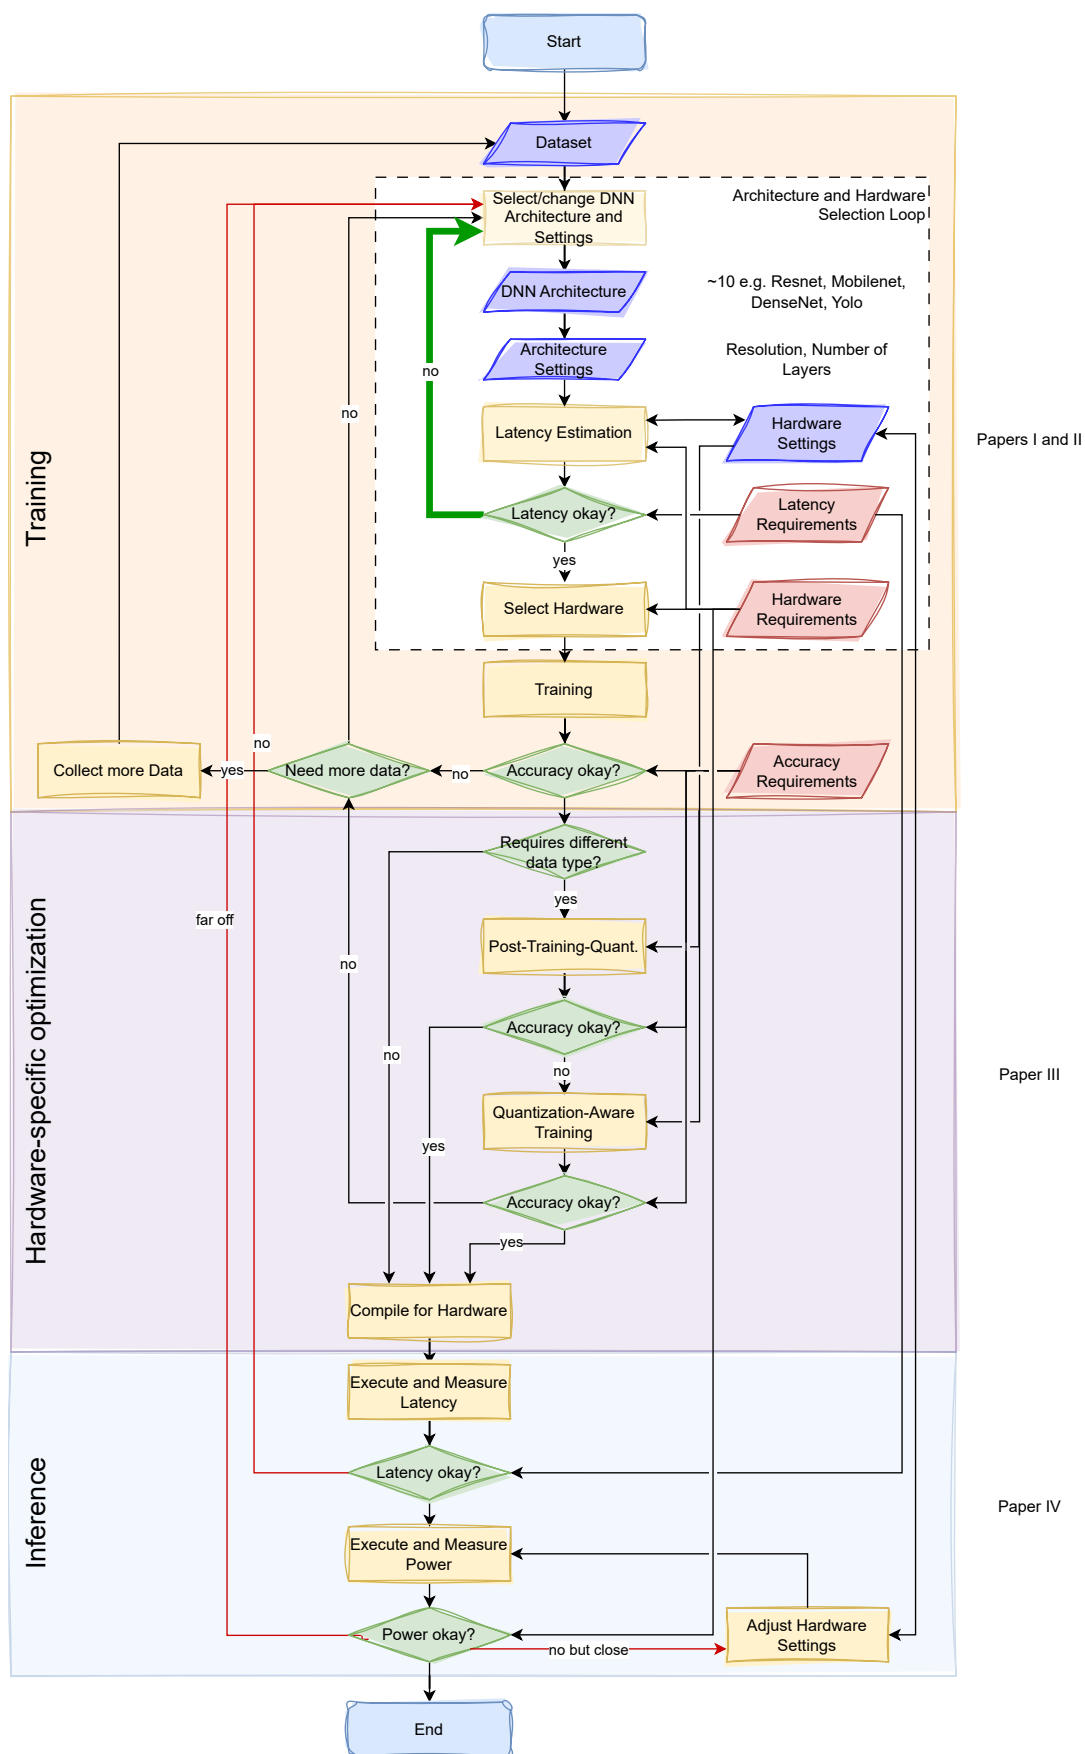 Start
Dataset
Select/change DNN
Architecture and
Settings
Architecture and Hardware
Selection Loop
DNN Architecture
~10 e.g. Resnet, Mobilenet,
DenseNet, Yolo
Architecture
Settings
Resolution, Number of
Layers
no
no
Latency Estimation
Hardware
Settings
Papers I and II
Training
Latency okay?
Latency
Requirements
yes
Select Hardware
Hardware
Requirements
Training
no
Collect more Data
yes
Need more data?
no
Accuracy okay?
Accuracy
Requirements
Requires different
data type?
yes
far off
Post-Training-Quant.
no
Accuracy okay?
no
no
Hardware-specific optimization
Paper III
Quantization-Aware
Training
yes
Accuracy okay?
yes
Compile for Hardware
Execute and Measure
Latency
Latency okay?
Inference
Paper IV
Execute and Measure
Power
Power okay?
no but close
Adjust Hardware
Settings
End